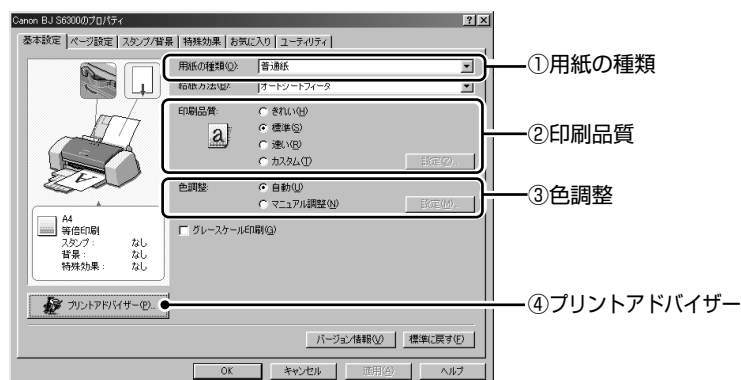 Canon BJ S6300のプロパティ
基本設定 ページ設定 スタンプ/背景 特殊効果 お気に入り ユーティリティ
用紙の種類(Q): 普通紙
①用紙の種類
給紙方法(B): オートシートフィーダ
印刷品質:
きれい(H)
標準(S)
速い(R)
カスタム(T)
設定(Z)...
②印刷品質
色調整:
自動(U)
マニュアル調整(N)
設定(M)...
③色調整
A4
等倍印刷
スタンプ: なし
背景: なし
特殊効果: なし
グレースケール印刷(G)
プリントアドバイザー(P)...
④プリントアドバイザー
バージョン情報(V) 標準に戻す(F)
OK キャンセル 適用(A) ヘルプ